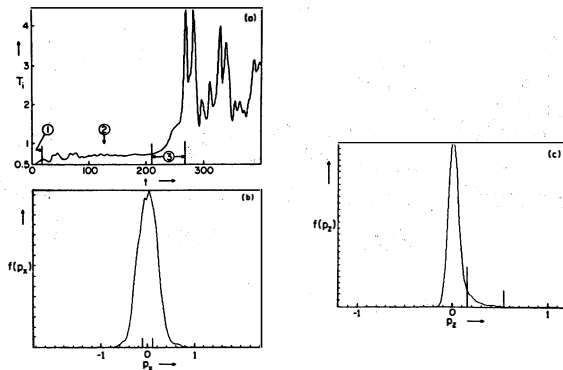 (a)
4
3
T_i
2
1
0.5
① ② ③
0 100 200 300
t
(b)
f(p_x)
-1 0 1
p_x
(c)
f(p_z)
-1 0 1
p_z